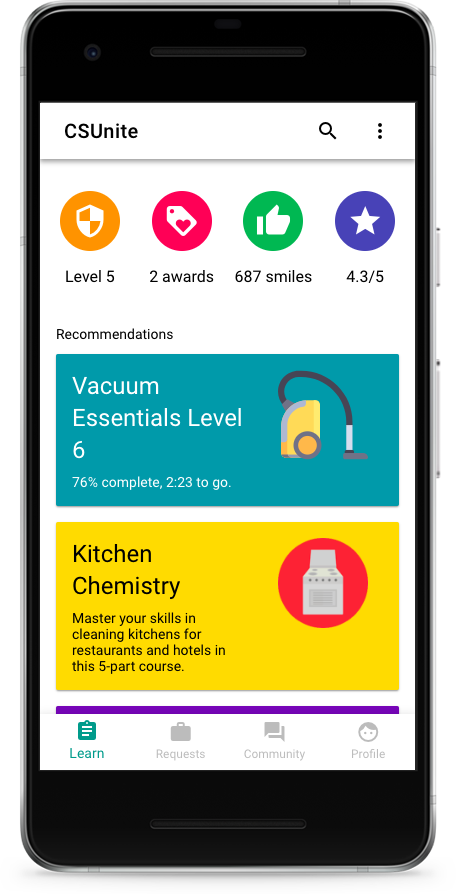 CSUnite
Level 5
2 awards
687 smiles
4.3/5
Recommendations
Vacuum
Essentials Level
6
76% complete, 2:23 to go.
Kitchen
Chemistry
Master your skills in
cleaning kitchens for
restaurants and hotels in
this 5-part course.
Learn
Requests
Community
Profile